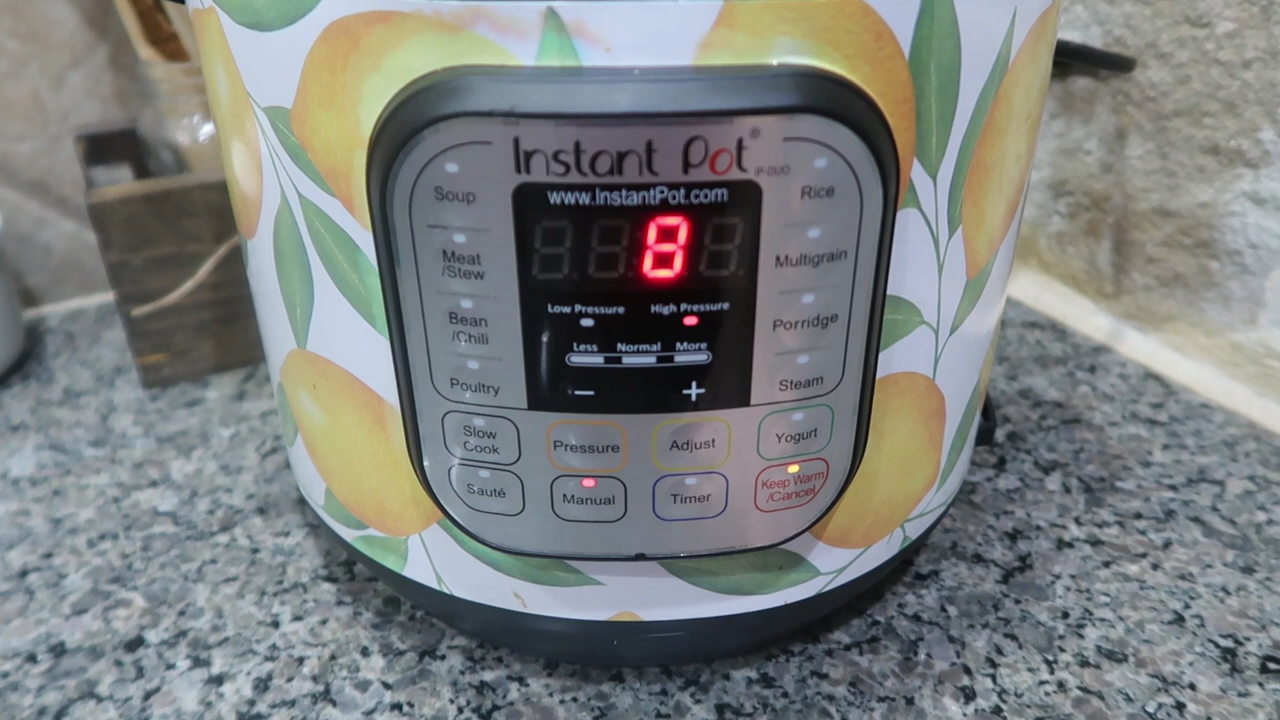 Instant Pot®
IP-DUO
www.InstantPot.com
8
Soup
Meat
/Stew
Bean
/Chili
Poultry
Rice
Multigrain
Porridge
Steam
Low Pressure High Pressure
Less Normal More
− +
Slow
Cook
Pressure
Adjust
Yogurt
Sauté
Manual
Timer
Keep Warm
/Cancel